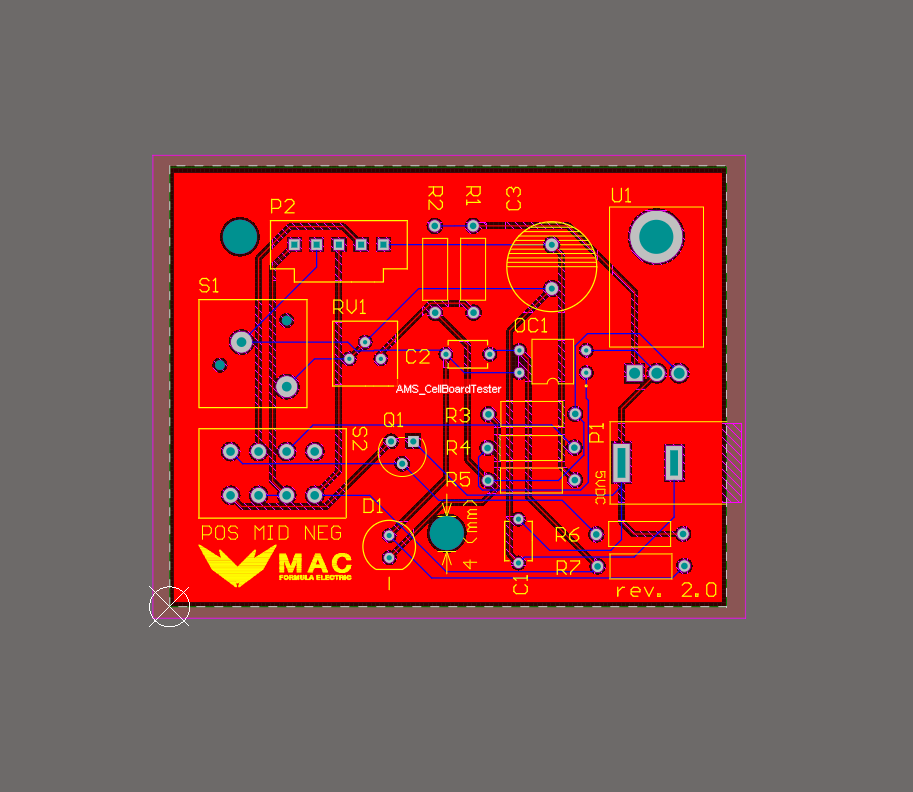 P2
R2
R1
C3
U1
S1
RV1
OC1
C2
AMS_CellBoardTester
R3
Q1
S2
R4
P1
R5
5VDC
D1
4 (mm)
POS MID NEG
R6
MAC
FORMULA ELECTRIC
R7
C1
rev. 2.0